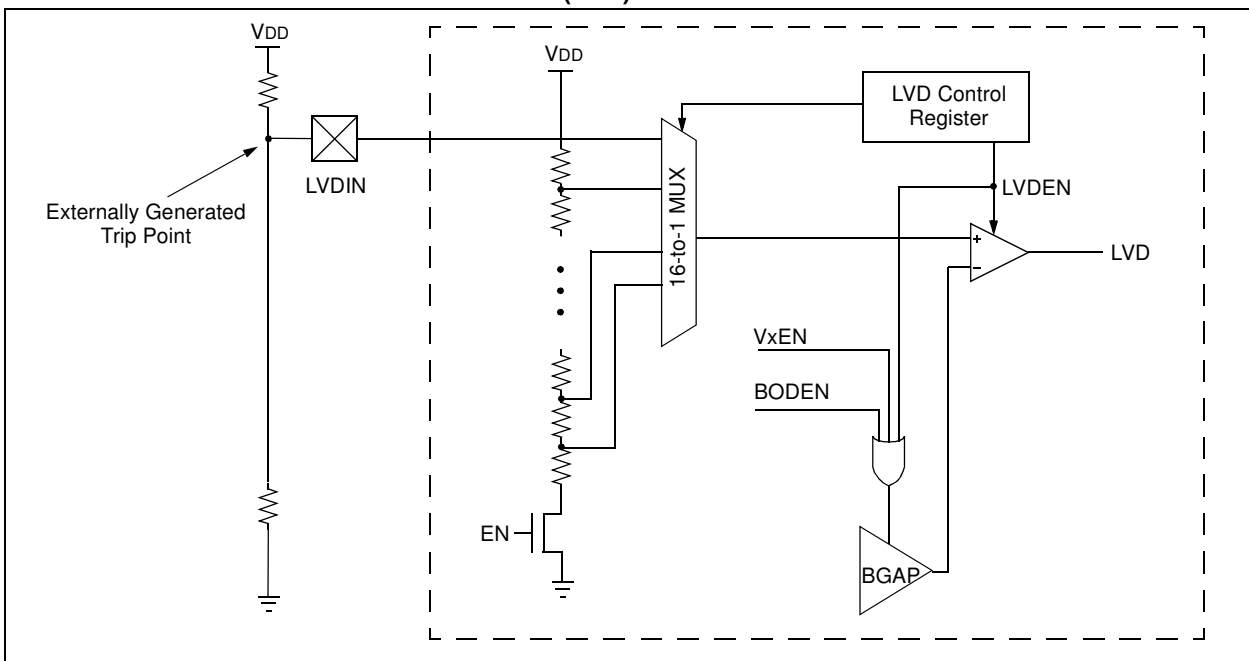 VDD
VDD
LVD Control
Register
LVDIN
16-to-1 MUX
LVDEN
Externally Generated
Trip Point
+
−
LVD
VxEN
BODEN
EN
BGAP